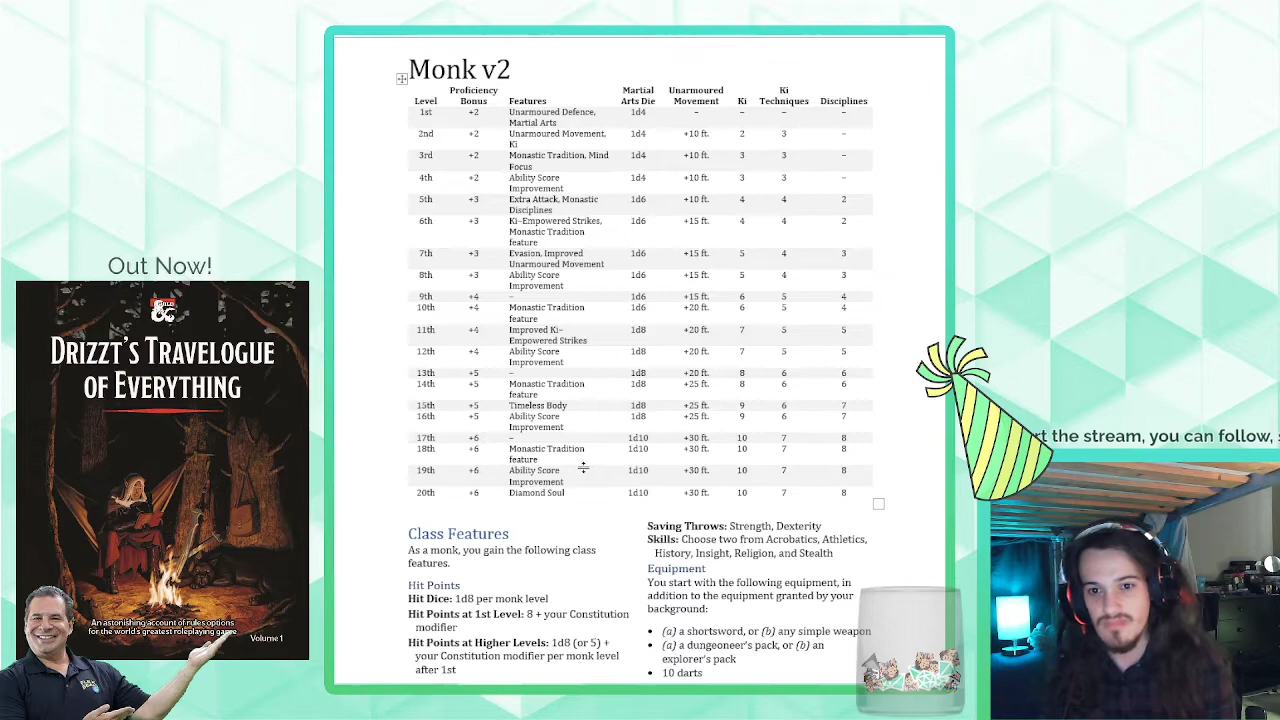 Monk v2
Level Proficiency Bonus Features Martial Arts Die Unarmoured Movement Ki Ki Techniques Disciplines
1st +2 Unarmoured Defence, Martial Arts 1d4 – – – –
2nd +2 Unarmoured Movement, Ki 1d4 +10 ft. 2 3 –
3rd +2 Monastic Tradition, Mind Focus 1d4 +10 ft. 3 3 –
4th +2 Ability Score Improvement 1d4 +10 ft. 3 3 –
5th +3 Extra Attack, Monastic Disciplines 1d6 +10 ft. 4 4 2
6th +3 Ki–Empowered Strikes, Monastic Tradition feature 1d6 +15 ft. 4 4 2
7th +3 Evasion, Improved Unarmoured Movement 1d6 +15 ft. 5 4 3
8th +3 Ability Score Improvement 1d6 +15 ft. 5 4 3
9th +4 – 1d6 +15 ft. 6 5 4
10th +4 Monastic Tradition feature 1d6 +20 ft. 6 5 4
11th +4 Improved Ki–Empowered Strikes 1d8 +20 ft. 7 5 5
12th +4 Ability Score Improvement 1d8 +20 ft. 7 5 5
13th +5 – 1d8 +20 ft. 8 6 6
14th +5 Monastic Tradition feature 1d8 +25 ft. 8 6 6
15th +5 Timeless Body 1d8 +25 ft. 9 6 7
16th +5 Ability Score Improvement 1d8 +25 ft. 9 6 7
17th +6 – 1d10 +30 ft. 10 7 8
18th +6 Monastic Tradition feature 1d10 +30 ft. 10 7 8
19th +6 Ability Score Improvement 1d10 +30 ft. 10 7 8
20th +6 Diamond Soul 1d10 +30 ft. 10 7 8
Class Features
As a monk, you gain the following class
features.
Hit Points
Hit Dice: 1d8 per monk level
Hit Points at 1st Level: 8 + your Constitution
modifier
Hit Points at Higher Levels: 1d8 (or 5) +
your Constitution modifier per monk level
after 1st
Saving Throws: Strength, Dexterity
Skills: Choose two from Acrobatics, Athletics,
History, Insight, Religion, and Stealth
Equipment
You start with the following equipment, in
addition to the equipment granted by your
background:
• (a) a shortsword, or (b) any simple weapon
• (a) a dungeoneer's pack, or (b) an
explorer's pack
• 10 darts
Out Now!
DRIZZT'S TRAVELOGUE
OF EVERYTHING
An astonishing account of rules options
for the world's greatest roleplaying game
Volume 1
rt the stream, you can follow, s